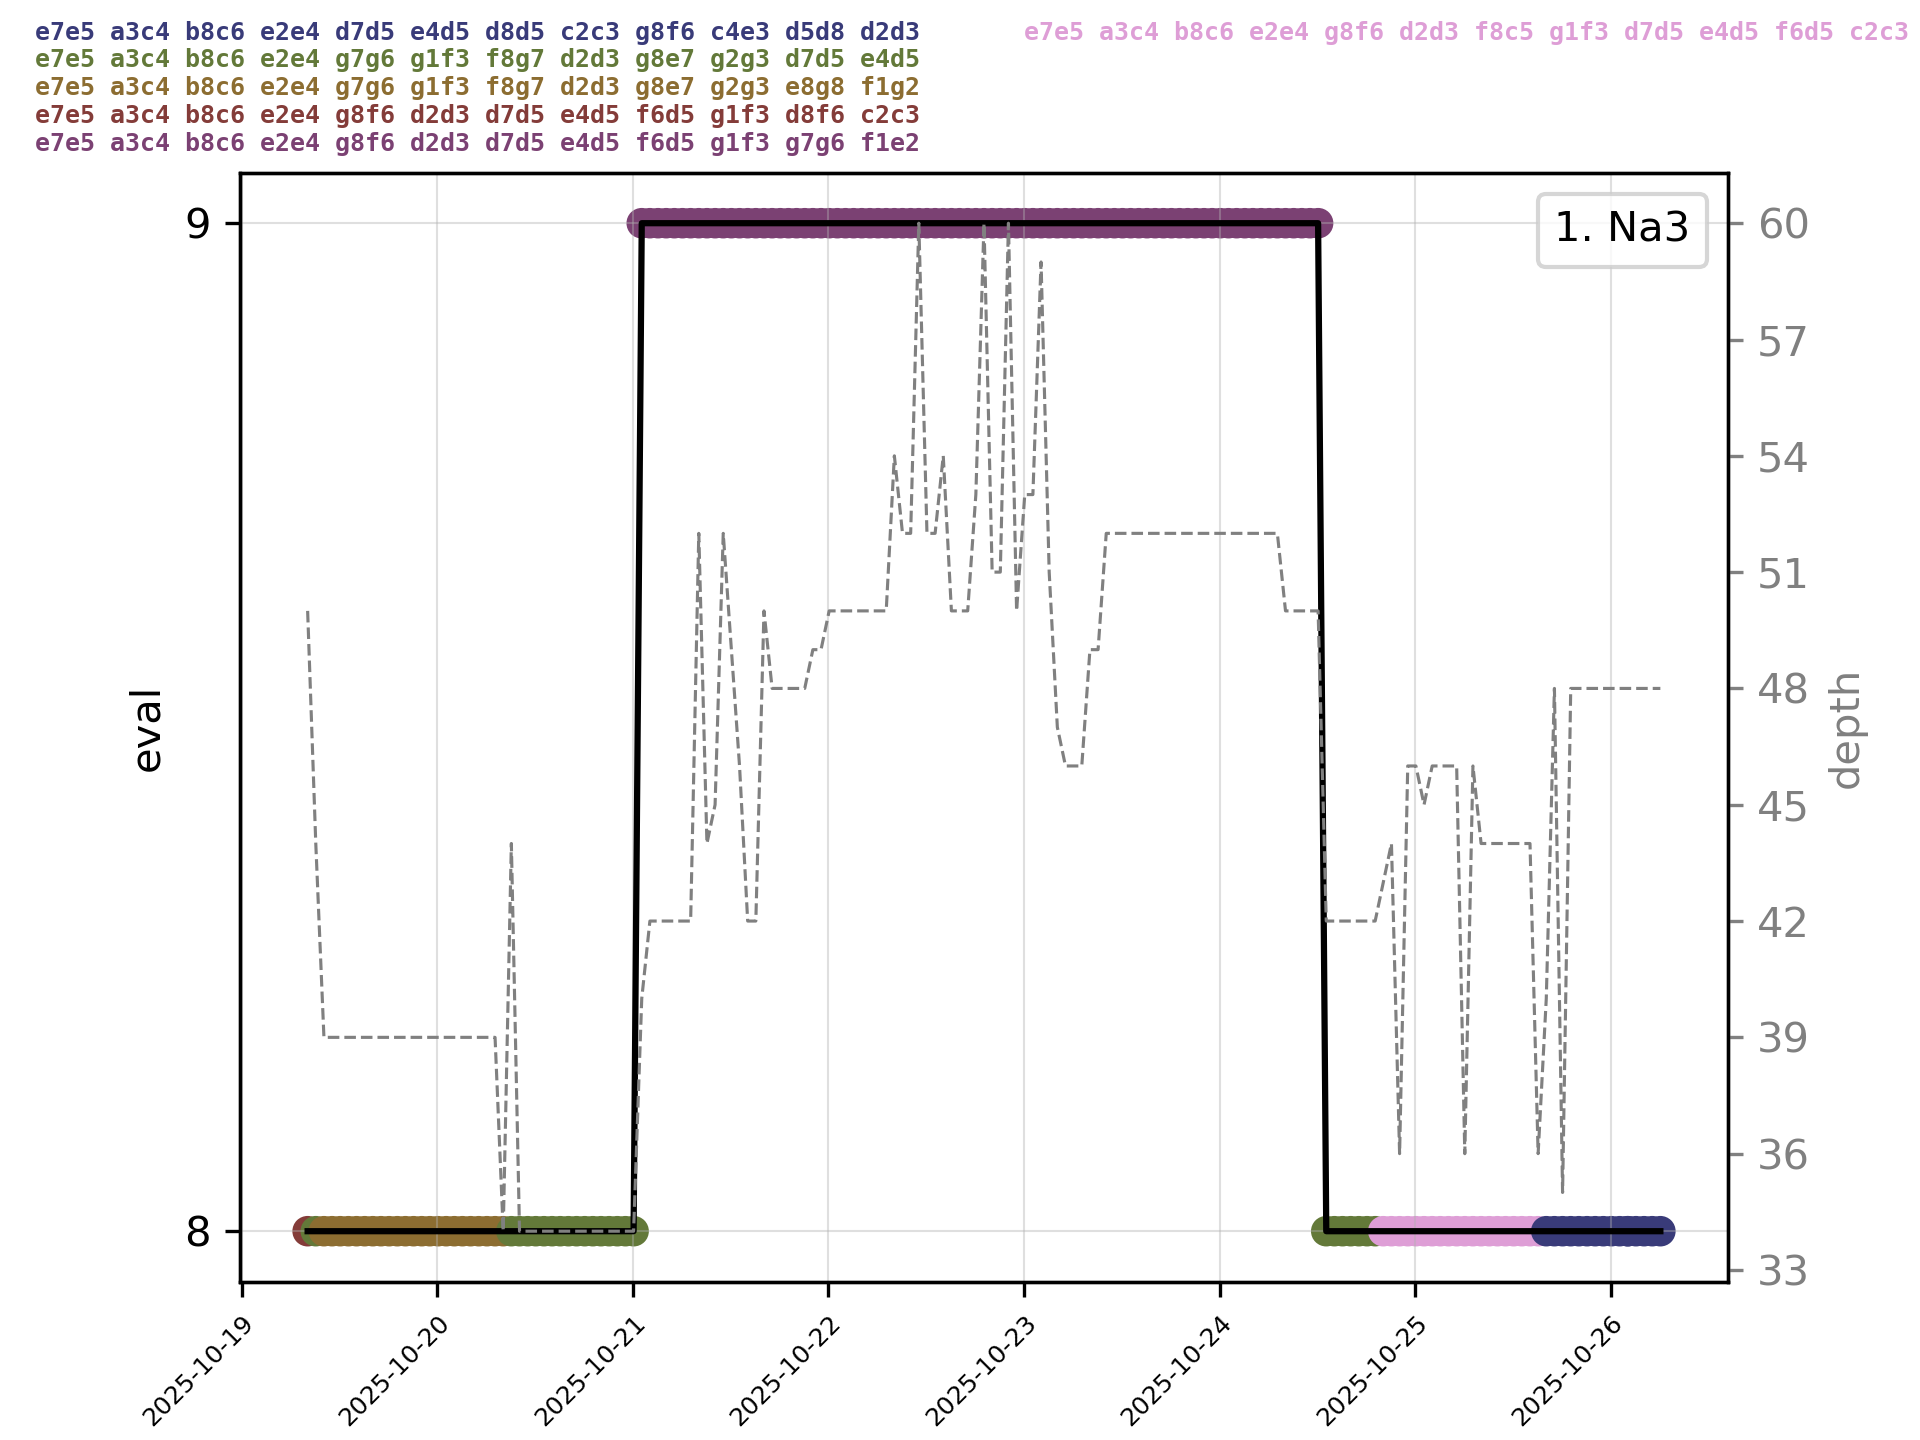 e7e5 a3c4 b8c6 e2e4 d7d5 e4d5 d8d5 c2c3 g8f6 c4e3 d5d8 d2d3
e7e5 a3c4 b8c6 e2e4 g7g6 g1f3 f8g7 d2d3 g8e7 g2g3 d7d5 e4d5
e7e5 a3c4 b8c6 e2e4 g7g6 g1f3 f8g7 d2d3 g8e7 g2g3 e8g8 f1g2
e7e5 a3c4 b8c6 e2e4 g8f6 d2d3 d7d5 e4d5 f6d5 g1f3 d8f6 c2c3
e7e5 a3c4 b8c6 e2e4 g8f6 d2d3 d7d5 e4d5 f6d5 g1f3 g7g6 f1e2
e7e5 a3c4 b8c6 e2e4 g8f6 d2d3 f8c5 g1f3 d7d5 e4d5 f6d5 c2c3
1. Na3
9
8
eval
60
57
54
51
48
45
42
39
36
33
depth
2025-10-19
2025-10-20
2025-10-21
2025-10-22
2025-10-23
2025-10-24
2025-10-25
2025-10-26